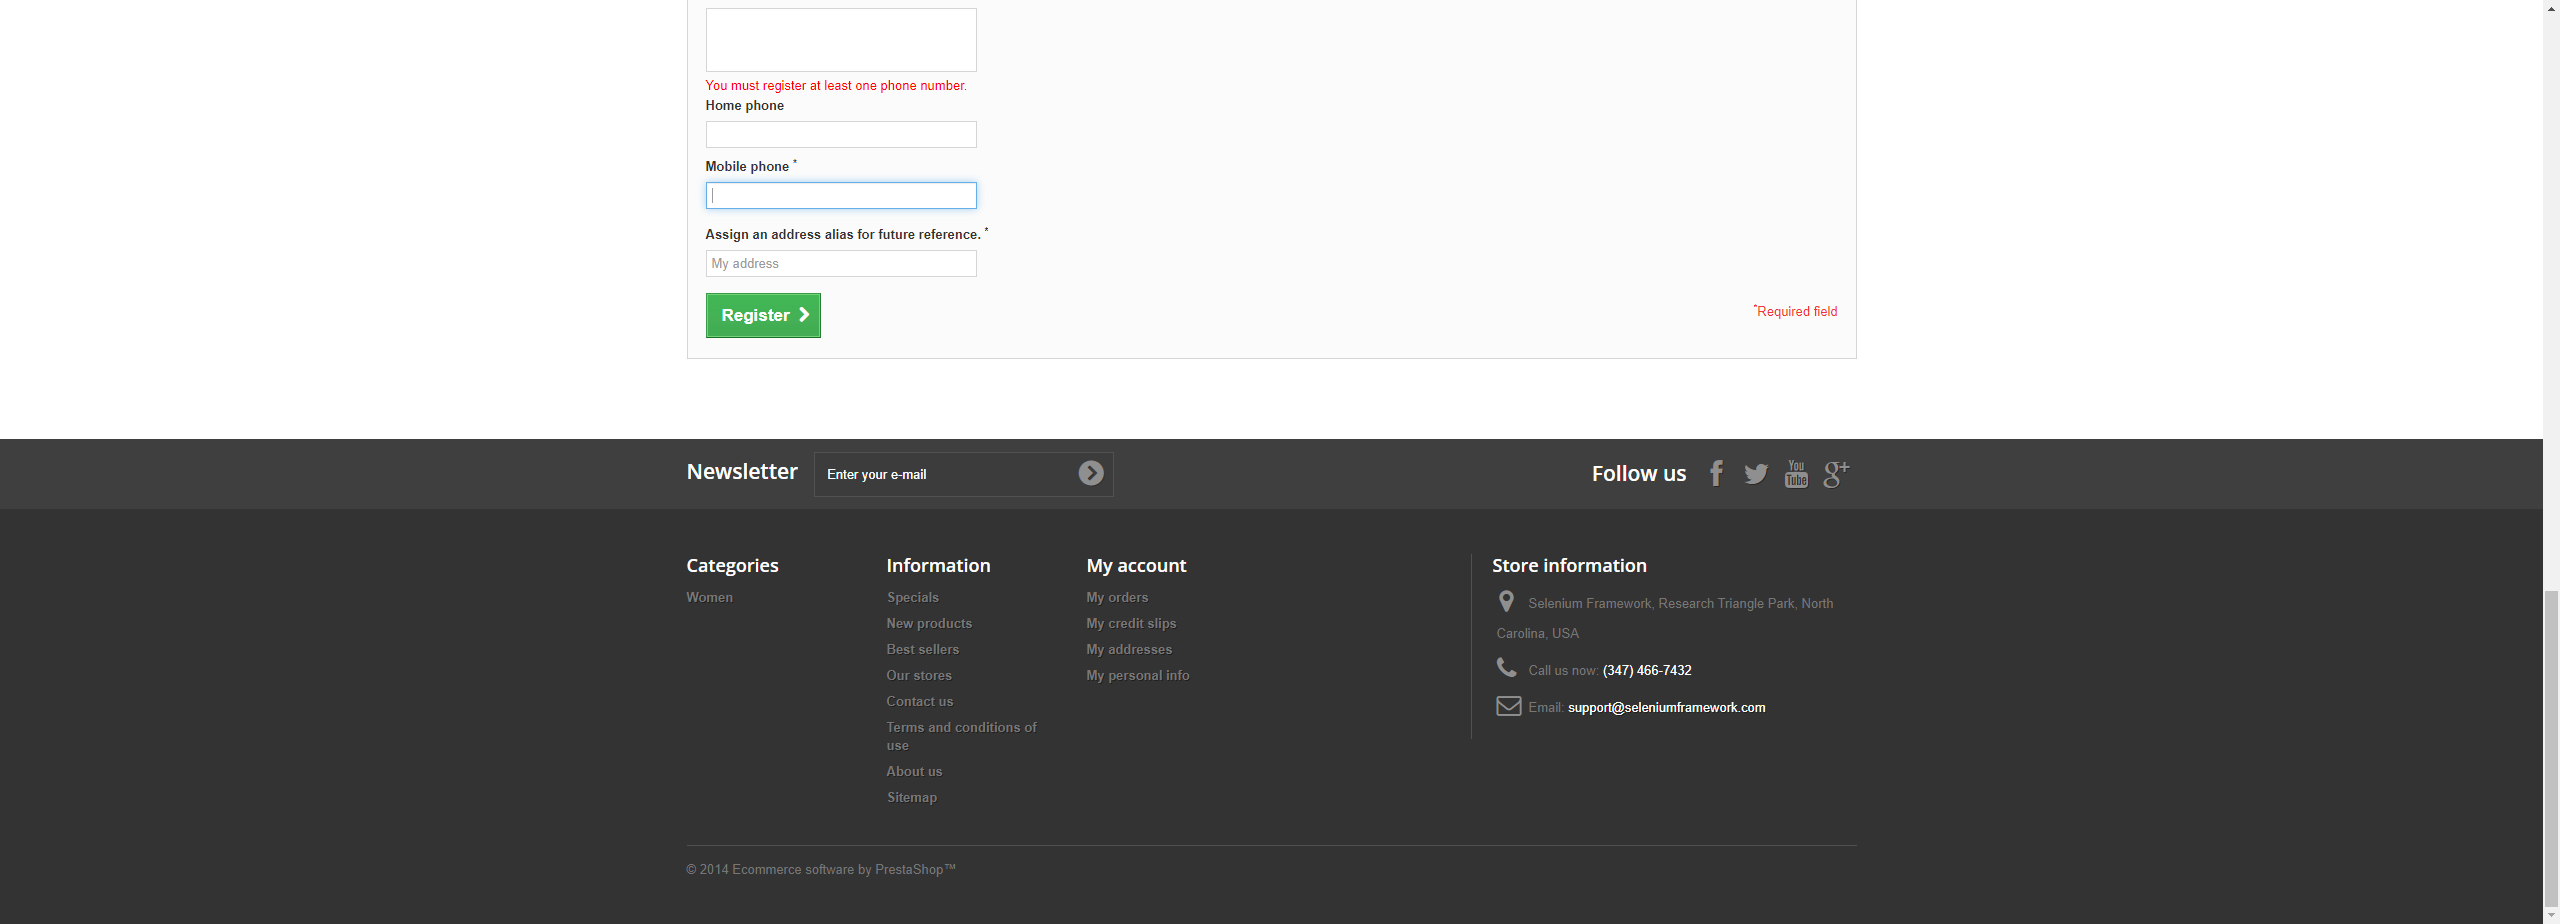 You must register at least one phone number.
Home phone
Mobile phone *
Assign an address alias for future reference. *
My address
Register
*Required field
Newsletter
Enter your e-mail
Follow us
You
Tube
g+
Categories
Women
Information
Specials
New products
Best sellers
Our stores
Contact us
Terms and conditions of
use
About us
Sitemap
My account
My orders
My credit slips
My addresses
My personal info
Store information
Selenium Framework, Research Triangle Park, North
Carolina, USA
Call us now: (347) 466-7432
Email: support@seleniumframework.com
© 2014 Ecommerce software by PrestaShop™